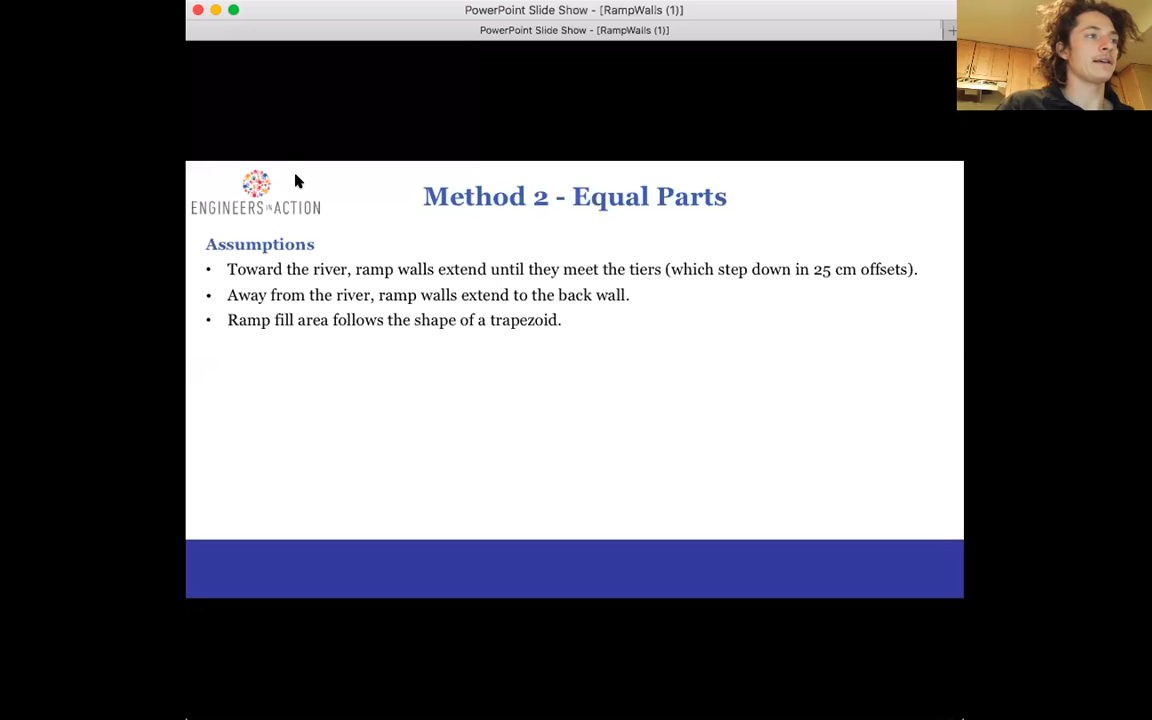 PowerPoint Slide Show - [RampWalls (1)]
PowerPoint Slide Show - [RampWalls (1)]
ENGINEERS IN ACTION
Method 2 - Equal Parts
Assumptions
• Toward the river, ramp walls extend until they meet the tiers (which step down in 25 cm offsets).
• Away from the river, ramp walls extend to the back wall.
• Ramp fill area follows the shape of a trapezoid.